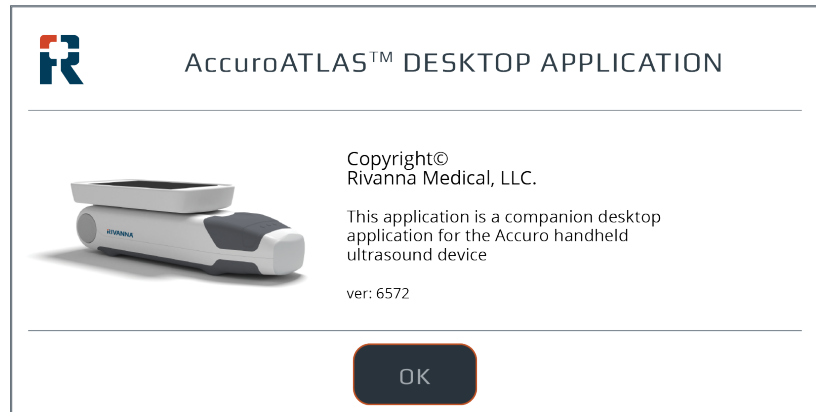 AccuroATLAS™ DESKTOP APPLICATION
Copyright©
Rivanna Medical, LLC.
This application is a companion desktop
application for the Accuro handheld
ultrasound device
RIVANNA
ver: 6572
OK